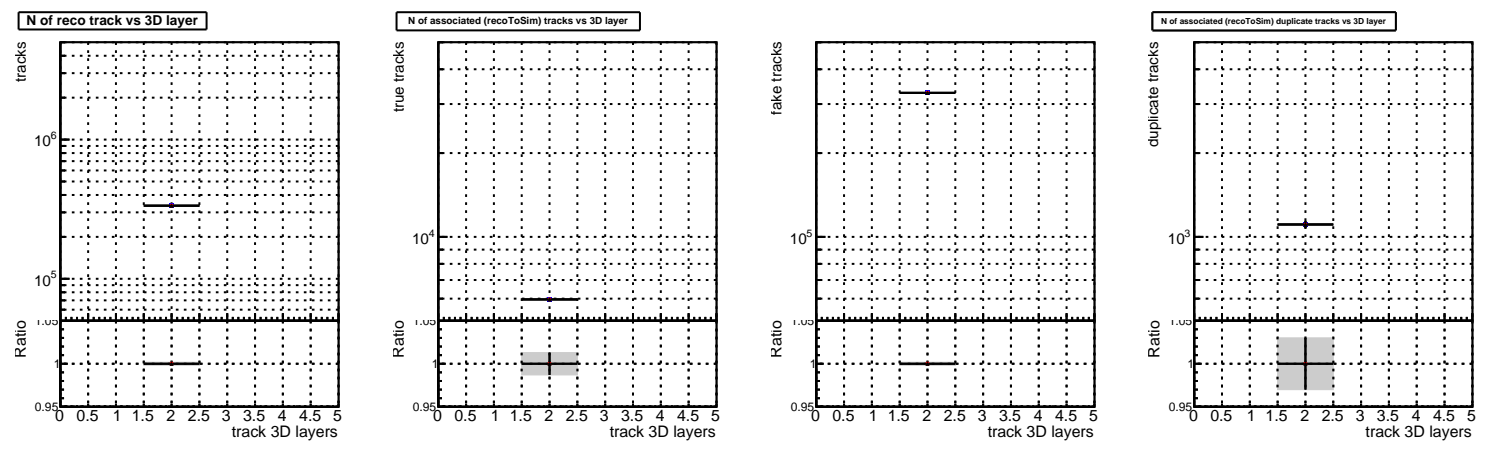 N of reco track vs 3D layer
tracks
10^6
10^5
Ratio
1.05
1
0.95
0 0.5 1 1.5 2 2.5 3 3.5 4 4.5 5
track 3D layers
N of associated (recoToSim) tracks vs 3D layer
true tracks
10^4
Ratio
1.05
1
0.95
0 0.5 1 1.5 2 2.5 3 3.5 4 4.5 5
track 3D layers
fake tracks
10^5
Ratio
1.05
1
0.95
0 0.5 1 1.5 2 2.5 3 3.5 4 4.5 5
track 3D layers
N of associated (recoToSim) duplicate tracks vs 3D layer
duplicate tracks
10^3
Ratio
1.05
1
0.95
0 0.5 1 1.5 2 2.5 3 3.5 4 4.5 5
track 3D layers